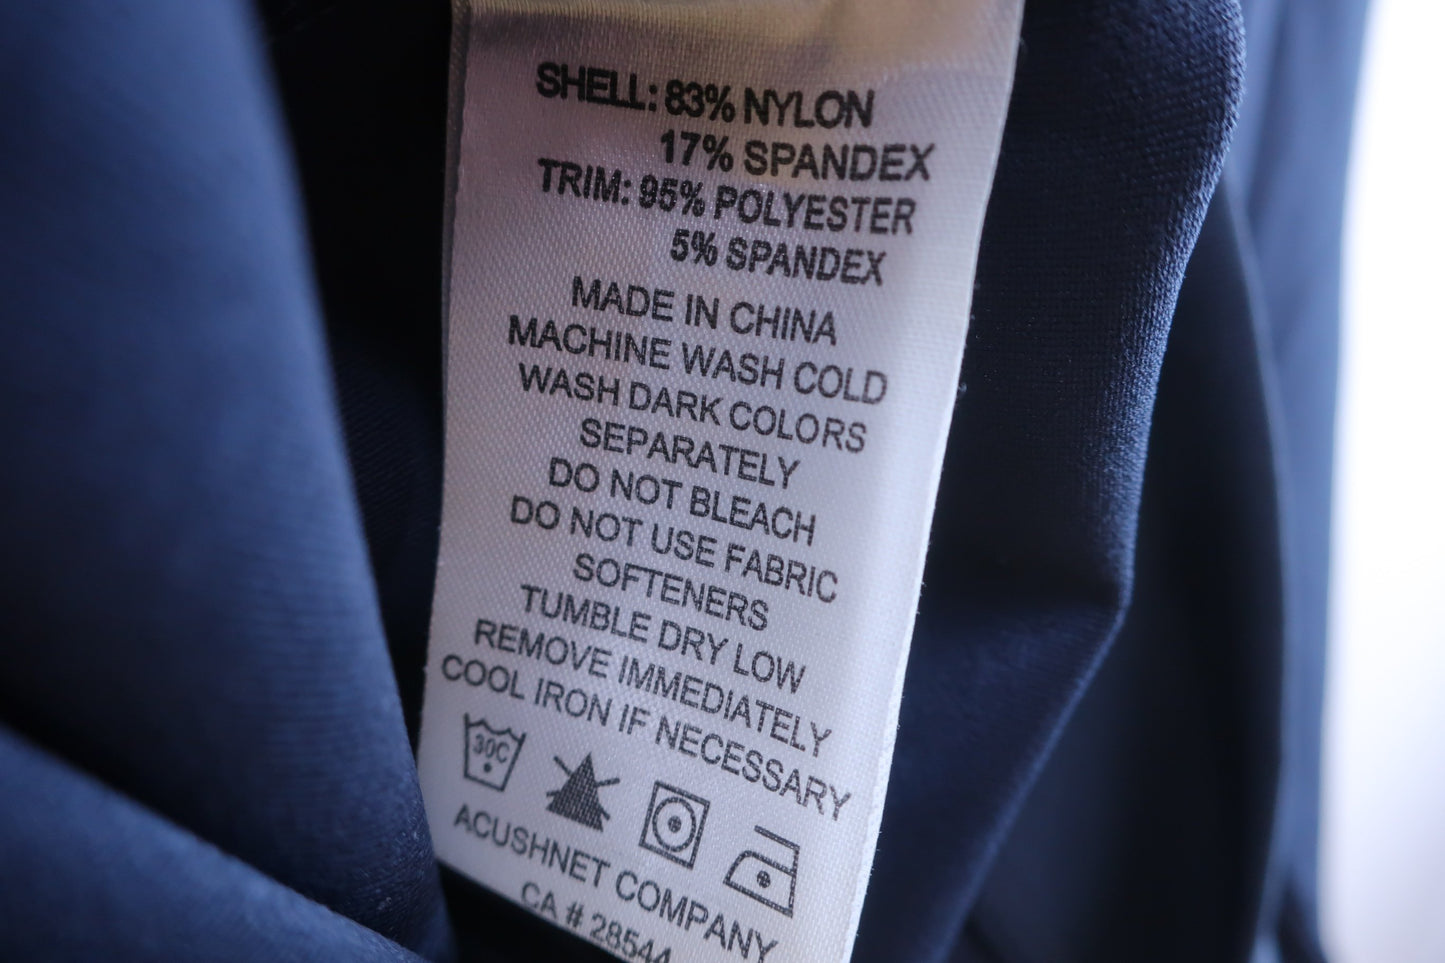 SHELL: 83% NYLON
17% SPANDEX
TRIM: 95% POLYESTER
5% SPANDEX
MADE IN CHINA
MACHINE WASH COLD
WASH DARK COLORS
SEPARATELY
DO NOT BLEACH
DO NOT USE FABRIC
SOFTENERS
TUMBLE DRY LOW
REMOVE IMMEDIATELY
COOL IRON IF NECESSARY
30C
ACUSHNET COMPANY
CA # 28544